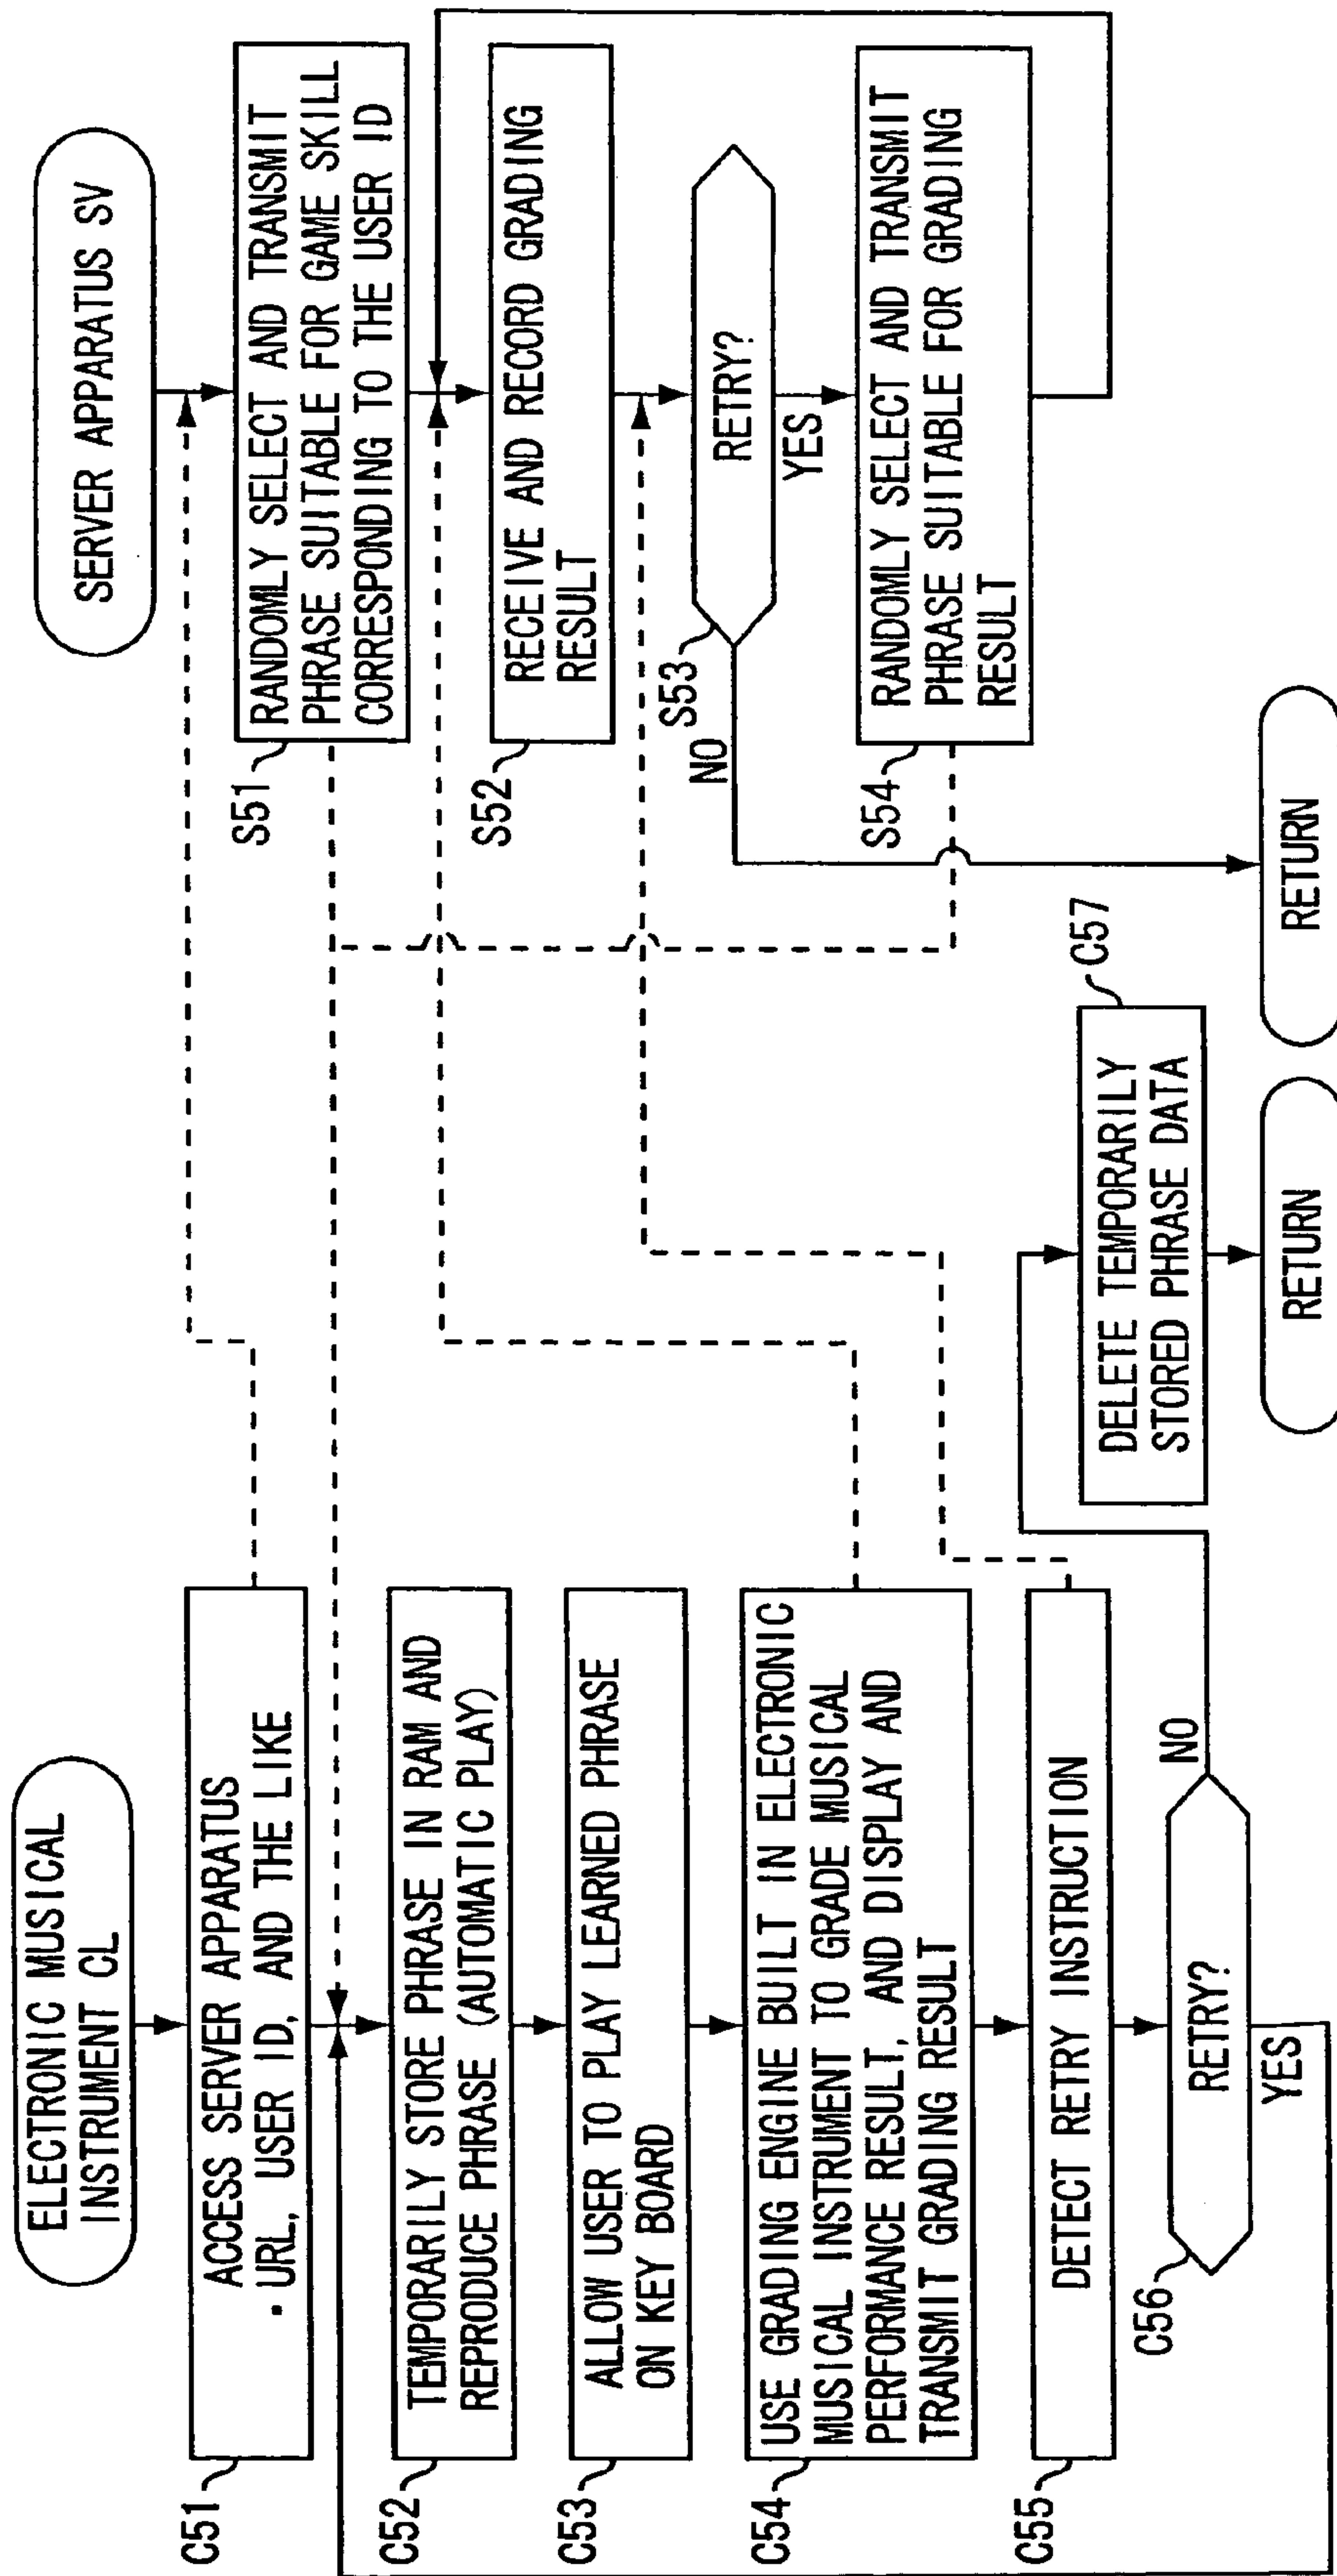 ELECTRONIC MUSICAL
INSTRUMENT CL
C51
ACCESS SERVER APPARATUS
・URL, USER ID, AND THE LIKE
C52
TEMPORARILY STORE PHRASE IN RAM AND
REPRODUCE PHRASE (AUTOMATIC PLAY)
C53
ALLOW USER TO PLAY LEARNED PHRASE
ON KEY BOARD
C54
USE GRADING ENGINE BUILT IN ELECTRONIC
MUSICAL INSTRUMENT TO GRADE MUSICAL
PERFORMANCE RESULT, AND DISPLAY AND
TRANSMIT GRADING RESULT
C55
DETECT RETRY INSTRUCTION
C56
RETRY?
NO
YES
C57
DELETE TEMPORARILY
STORED PHRASE DATA
RETURN
SERVER APPARATUS SV
S51
RANDOMLY SELECT AND TRANSMIT
PHRASE SUITABLE FOR GAME SKILL
CORRESPONDING TO THE USER ID
S52
RECEIVE AND RECORD GRADING
RESULT
S53
RETRY?
NO
YES
S54
RANDOMLY SELECT AND TRANSMIT
PHRASE SUITABLE FOR GRADING
RESULT
RETURN